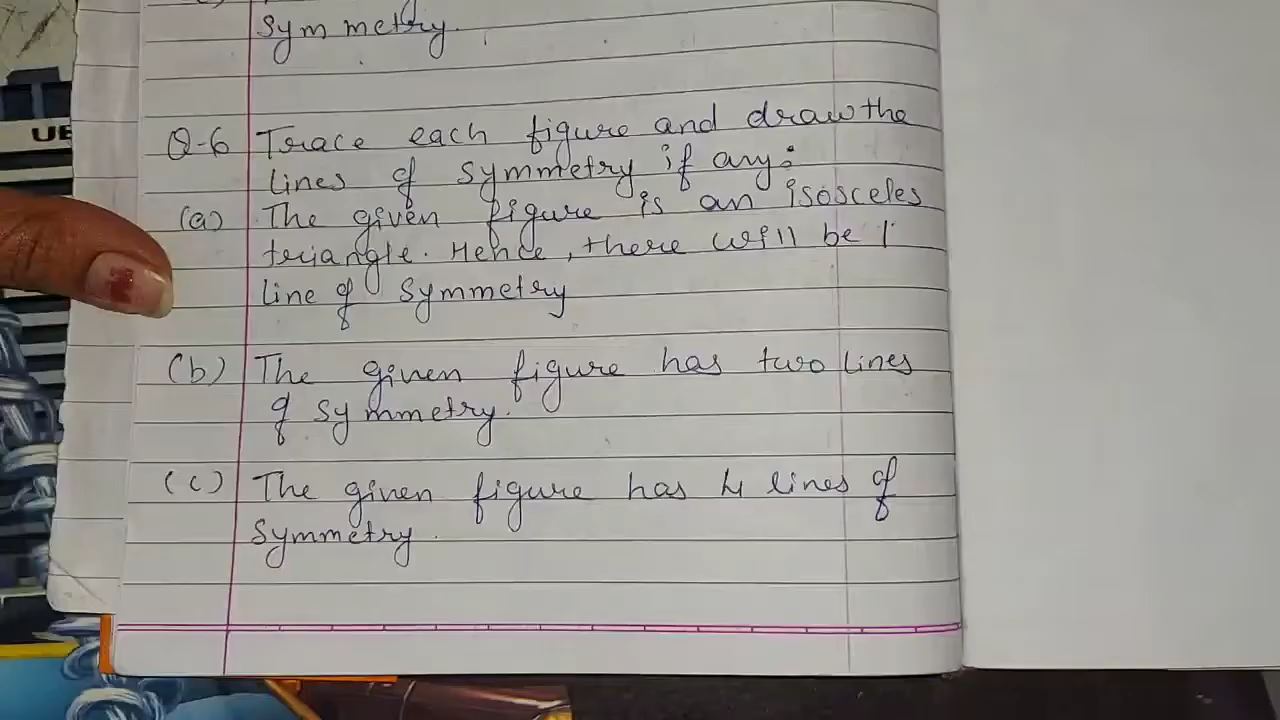 symmetry.
UE
Q-6 Trace each figure and draw the
lines of symmetry if any:
(a) The given figure is an isosceles
triangle. Hence, there will be 1
line of symmetry
(b) The given figure has two lines
of symmetry.
(c) The given figure has 4 lines of
symmetry.